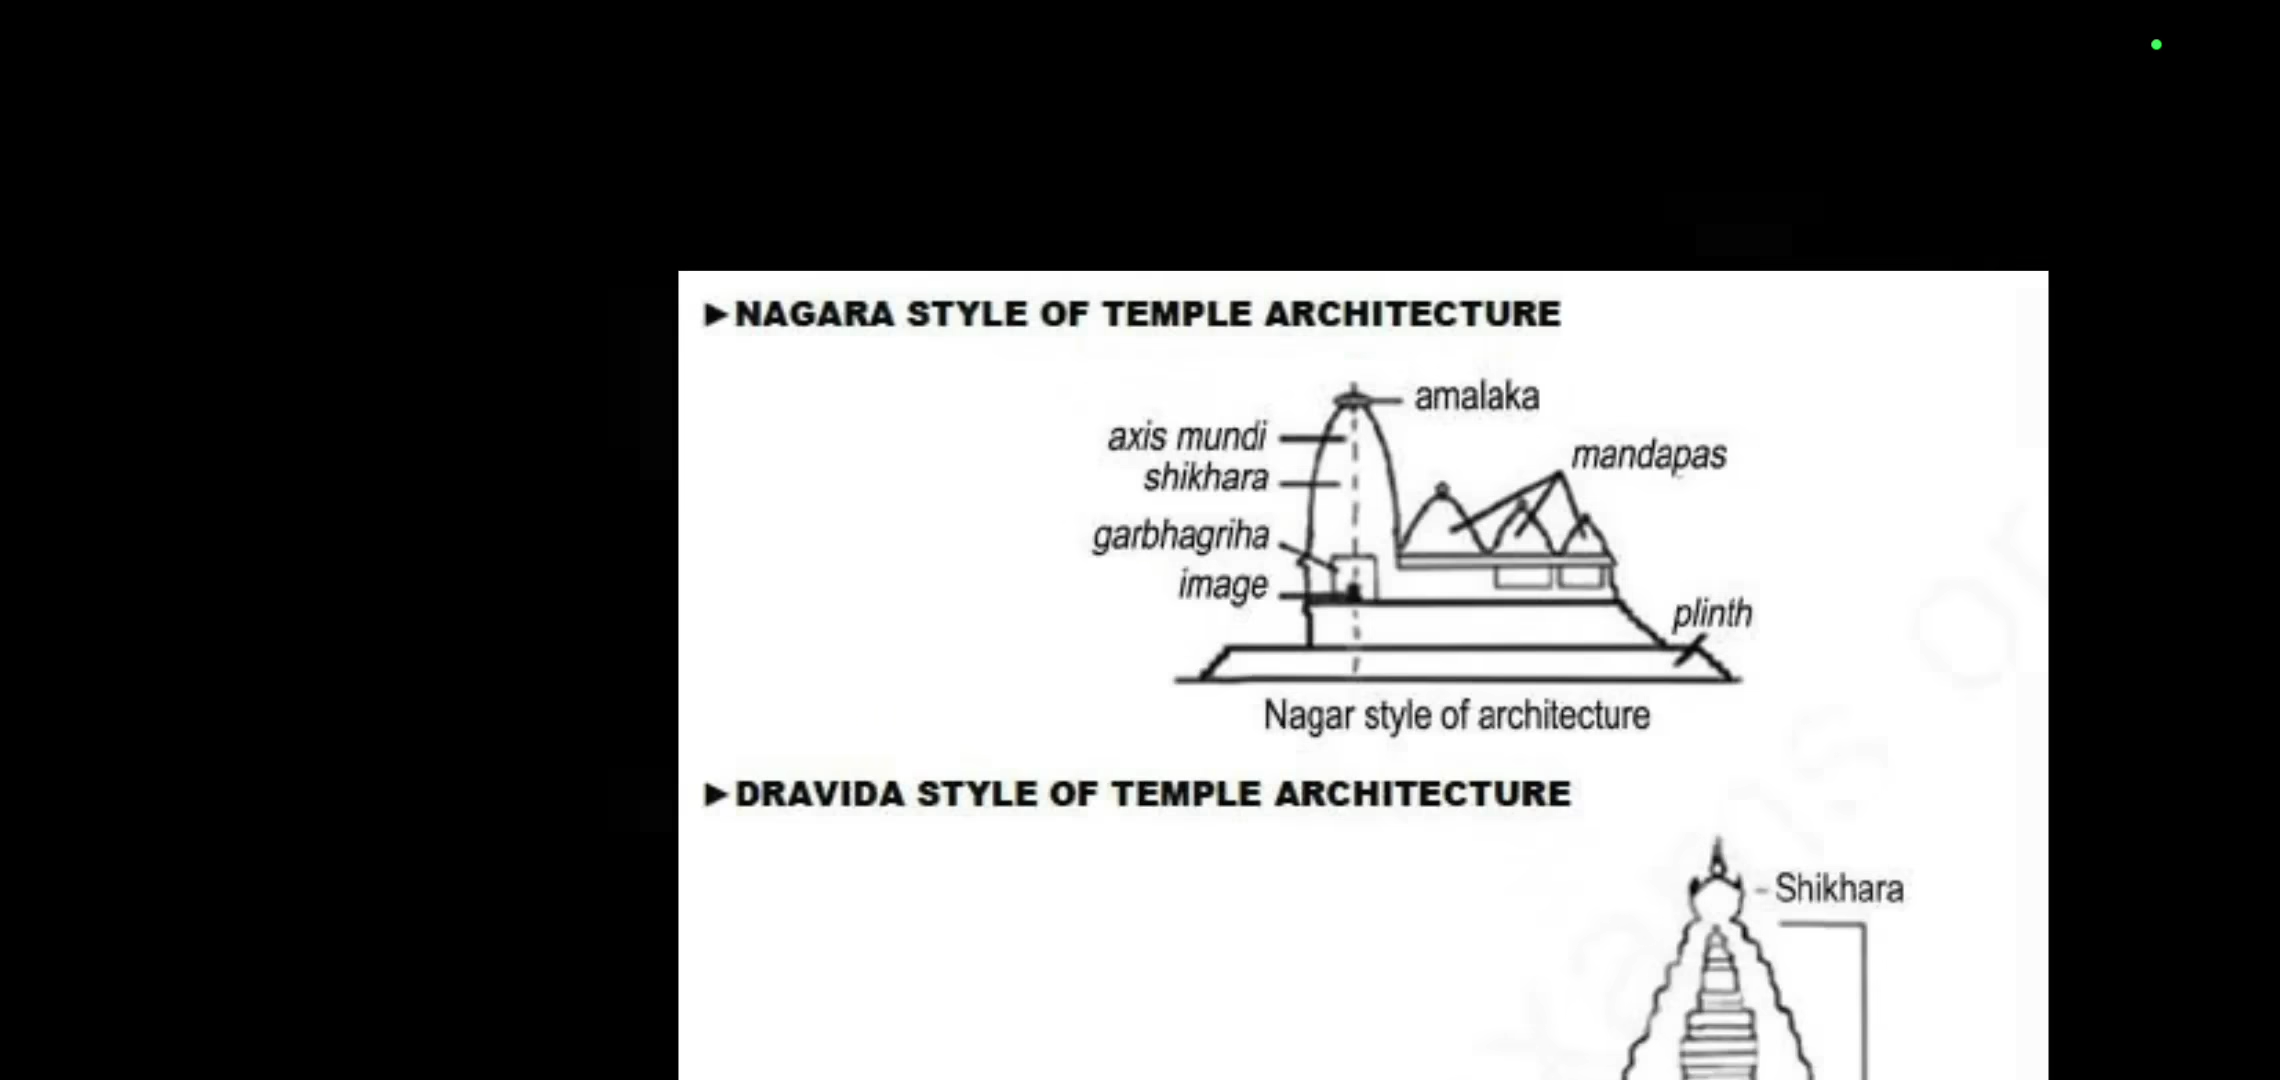 ►NAGARA STYLE OF TEMPLE ARCHITECTURE
amalaka
axis mundi
mandapas
shikhara
garbhagriha
image
plinth
Nagar style of architecture
►DRAVIDA STYLE OF TEMPLE ARCHITECTURE
- Shikhara